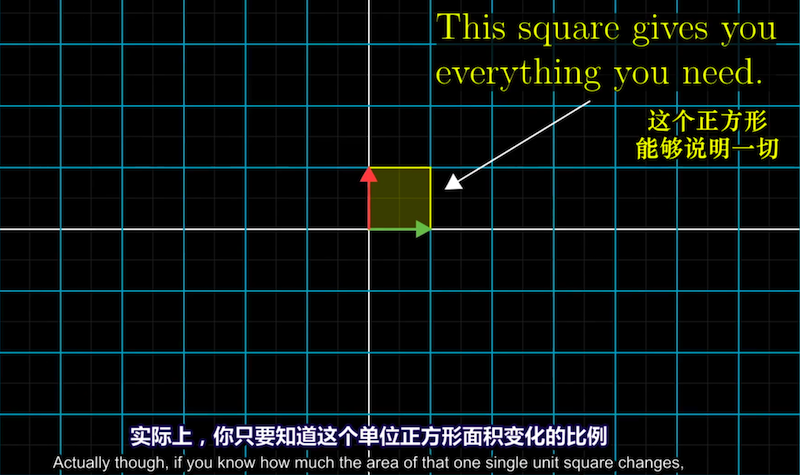 This square gives you
everything you need.
这个正方形
能够说明一切
实际上，你只要知道这个单位正方形面积变化的比例
Actually though, if you know how much the area of that one single unit square changes,